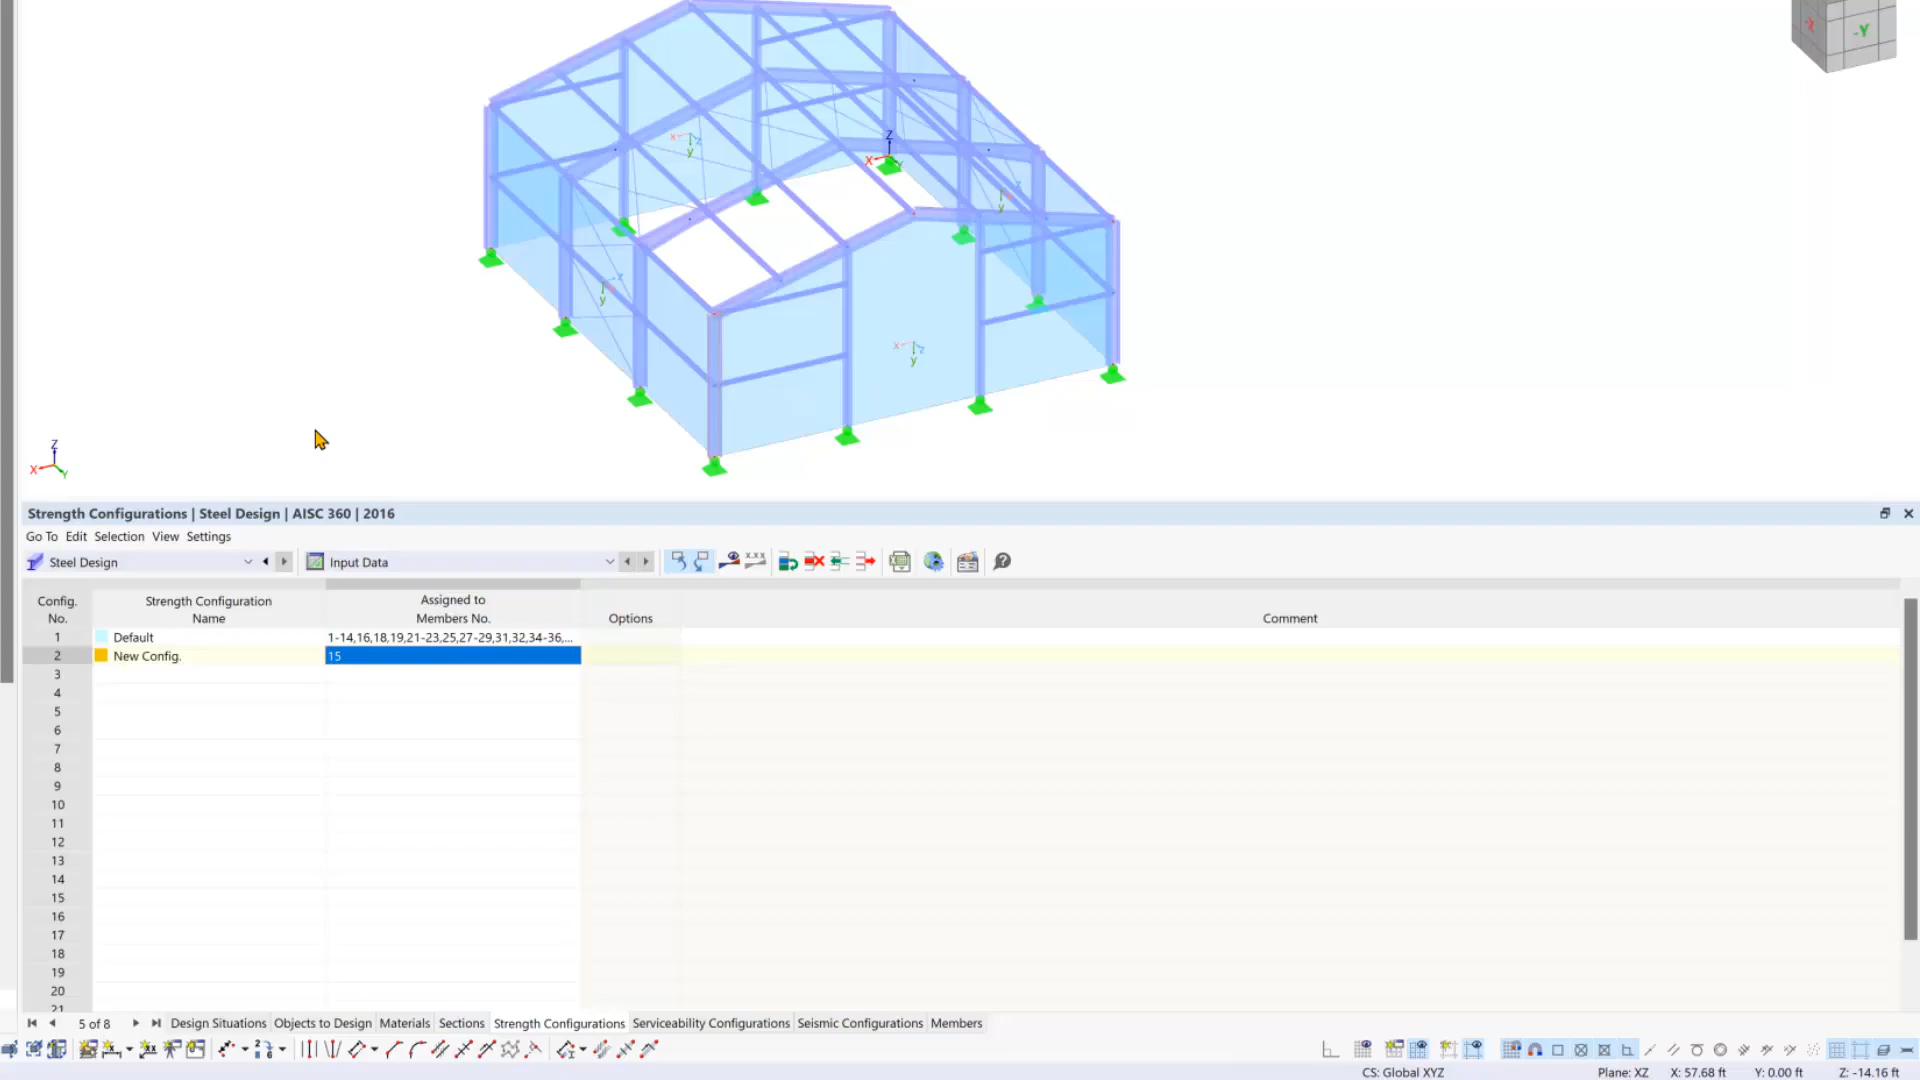 -X
-Y
Z
X
Y
x
z
y
x
z
y
z
y
z
y
Z
X
Y
Strength Configurations | Steel Design | AISC 360 | 2016
Go To Edit Selection View Settings
Steel Design Input Data x.xx
Config. No. Strength Configuration Name Assigned to Members No. Options Comment
1 Default 1-14,16,18,19,21-23,25,27-29,31,32,34-36,...
2 New Config. 15
3
4
5
6
7
8
9
10
11
12
13
14
15
16
17
18
19
20
21
5 of 8 Design Situations Objects to Design Materials Sections Strength Configurations Serviceability Configurations Seismic Configurations Members
CS: Global XYZ Plane: XZ X: 57.68 ft Y: 0.00 ft Z: -14.16 ft